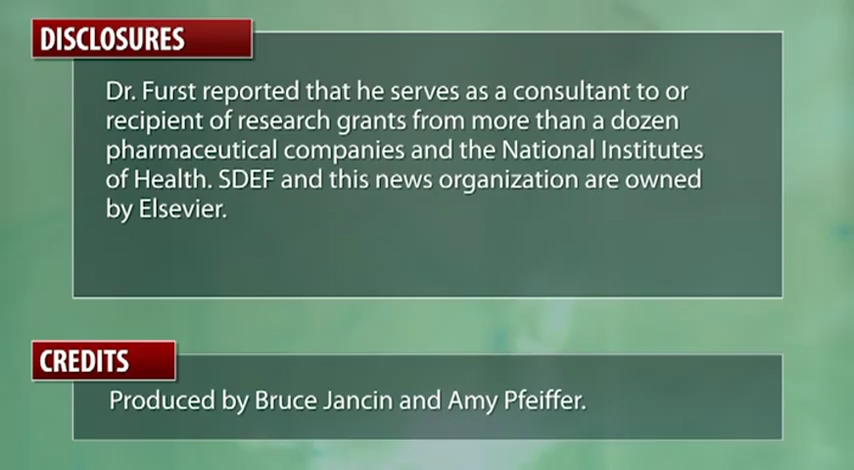 DISCLOSURES
Dr. Furst reported that he serves as a consultant to or
recipient of research grants from more than a dozen
pharmaceutical companies and the National Institutes
of Health. SDEF and this news organization are owned
by Elsevier.
CREDITS
Produced by Bruce Jancin and Amy Pfeiffer.